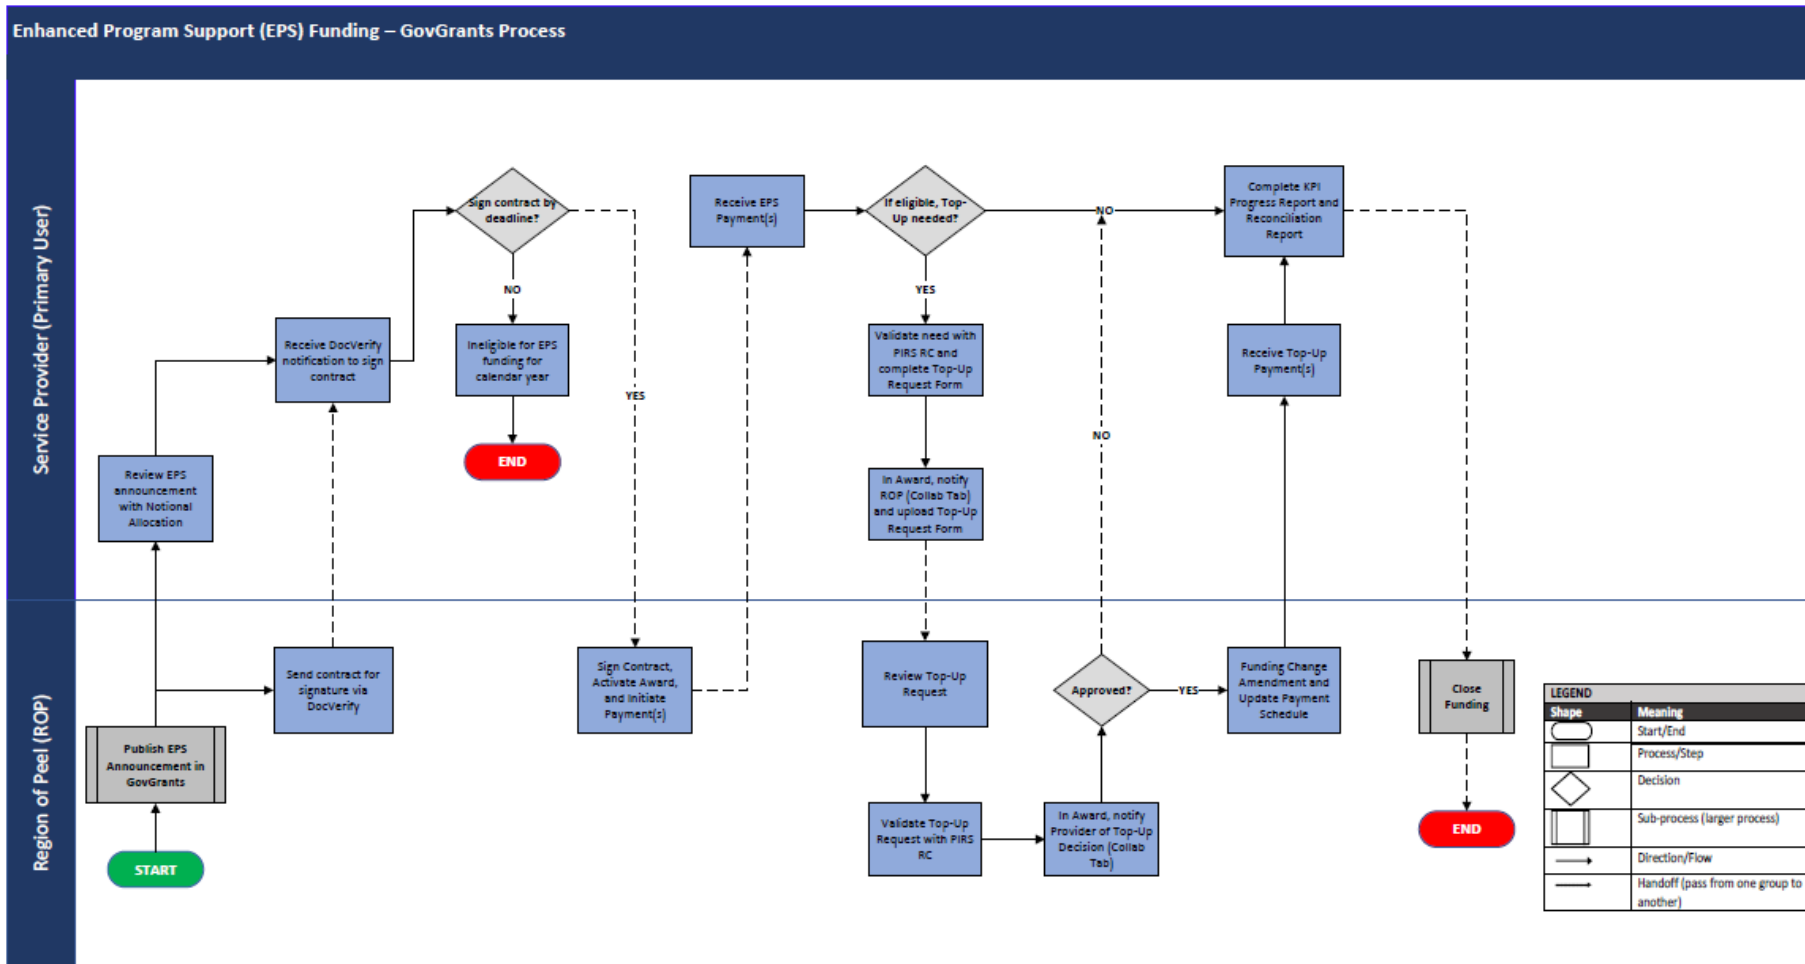 Enhanced Program Support (EPS) Funding – GovGrants Process
Service Provider (Primary User)
Region of Peel (ROP)
START
Publish EPS
Announcement in
GovGrants
Review EPS
announcement
with Notional
Allocation
Send contract for
signature via
DocVerify
Receive DocVerify
notification to sign
contract
Sign contract by
deadline?
NO
Ineligible for EPS
funding for
calendar year
END
YES
Sign Contract,
Activate Award,
and Initiate
Payment(s)
Receive EPS
Payment(s)
If eligible, Top-
Up needed?
NO
YES
Validate need with
PIRS RC and
complete Top-Up
Request Form
In Award, notify
ROP (Collab Tab)
and upload Top-Up
Request Form
Review Top-Up
Request
Validate Top-Up
Request with PIRS
RC
In Award, notify
Provider of Top-Up
Decision (Collab
Tab)
Approved?
NO
YES
Funding Change
Amendment and
Update Payment
Schedule
Receive Top-Up
Payment(s)
Complete KPI
Progress Report and
Reconciliation
Report
Close
Funding
END
LEGEND
Shape Meaning
Start/End
Process/Step
Decision
Sub-process (larger process)
Direction/Flow
Handoff (pass from one group to
another)